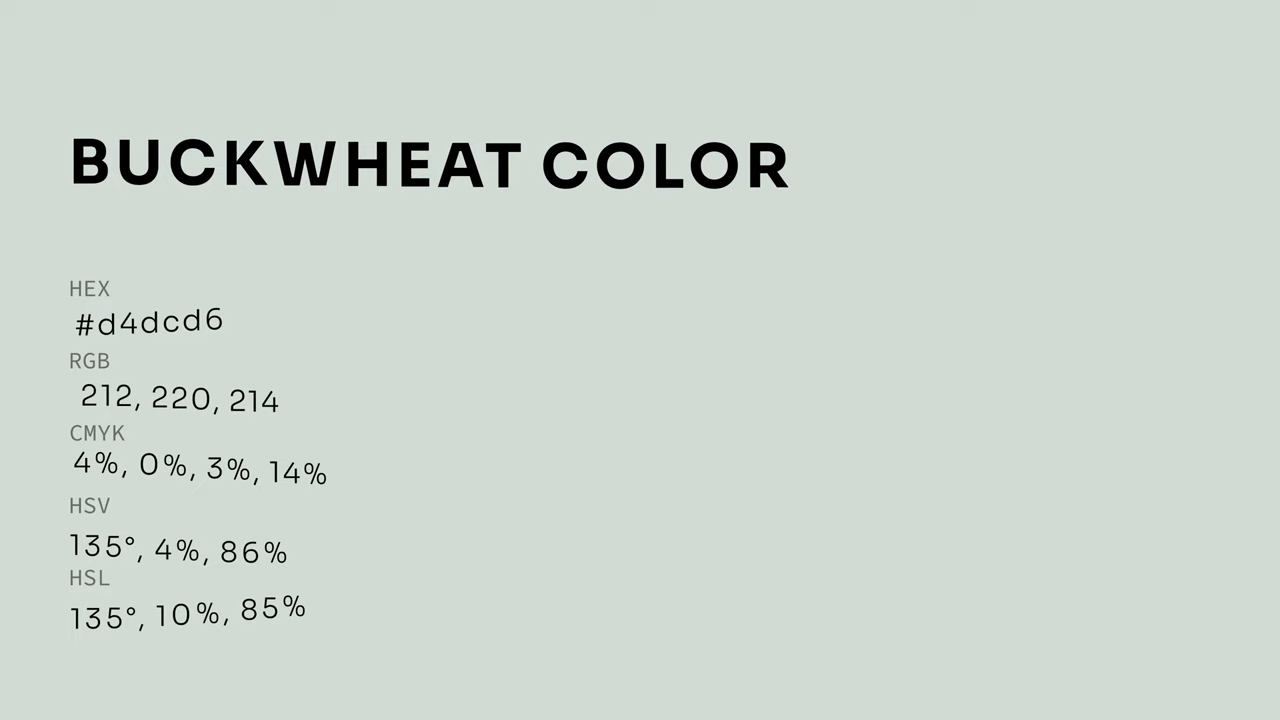 BUCKWHEAT COLOR
HEX
#d4dcd6
RGB
212, 220, 214
CMYK
4%, 0%, 3%, 14%
HSV
135°, 4%, 86%
HSL
135°, 10%, 85%